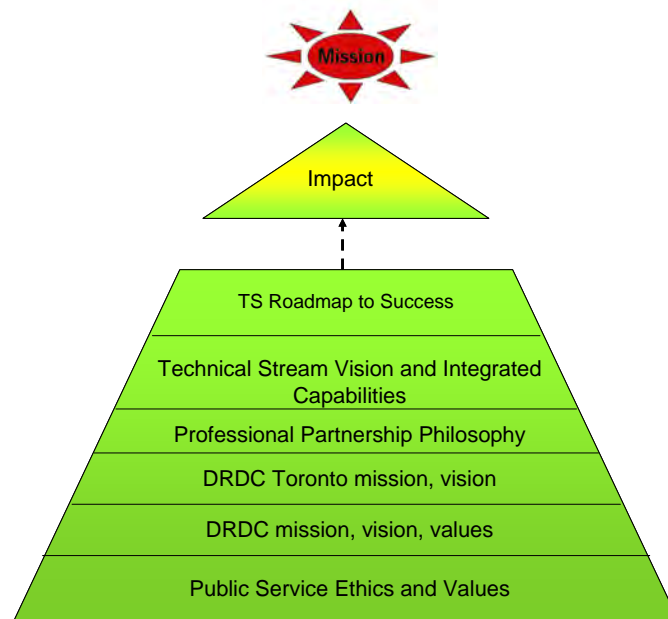 Mission
Impact
TS Roadmap to Success
Technical Stream Vision and Integrated
Capabilities
Professional Partnership Philosophy
DRDC Toronto mission, vision
DRDC mission, vision, values
Public Service Ethics and Values